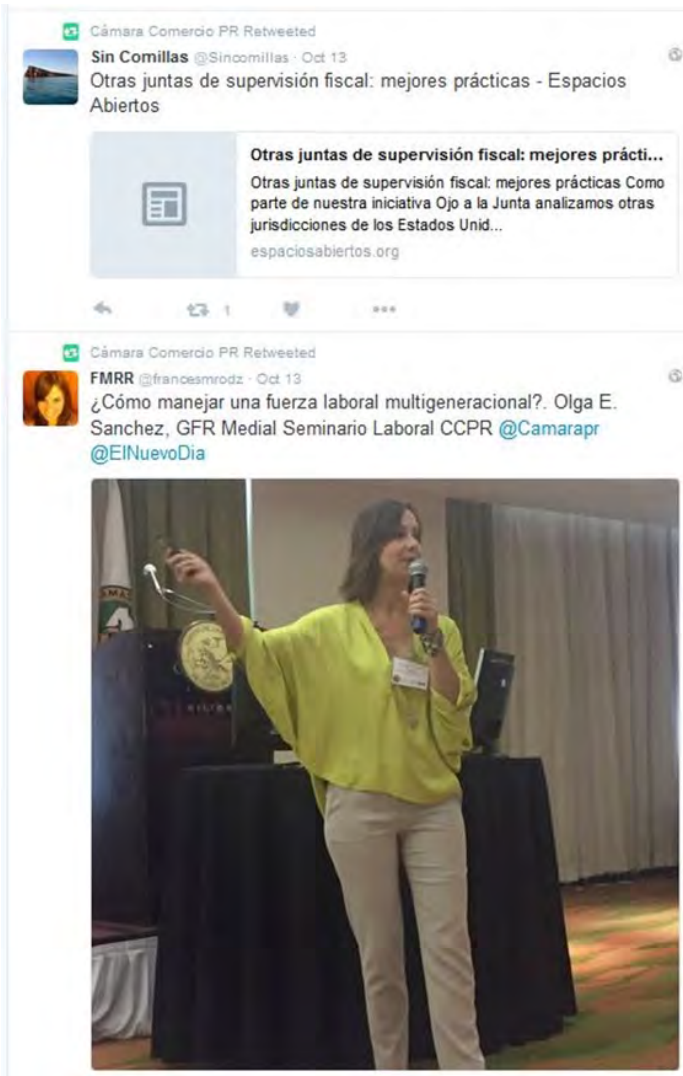 Cámara Comercio PR Retweeted
Sin Comillas @Sincomillas · Oct 13
Otras juntas de supervisión fiscal: mejores prácticas - Espacios
Abiertos
Otras juntas de supervisión fiscal: mejores prácti...
Otras juntas de supervisión fiscal: mejores prácticas Como
parte de nuestra iniciativa Ojo a la Junta analizamos otras
jurisdicciones de los Estados Unid...
espaciosabiertos.org
1
Cámara Comercio PR Retweeted
FMRR @francesmrodz · Oct 13
¿Cómo manejar una fuerza laboral multigeneracional?. Olga E.
Sanchez, GFR Medial Seminario Laboral CCPR @Camarapr
@ElNuevoDia